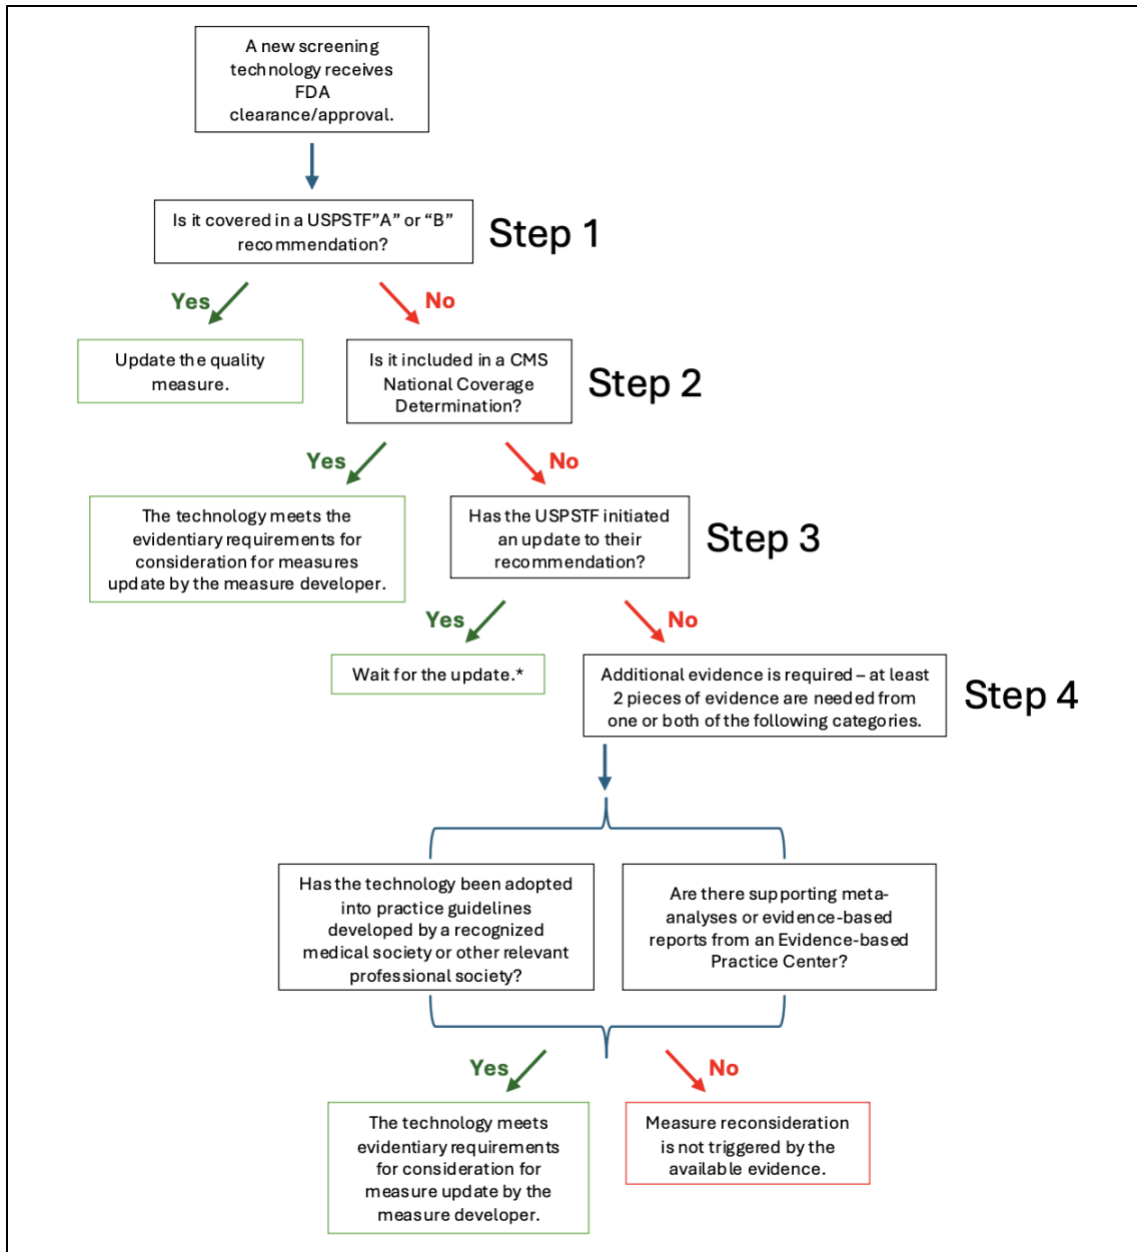 A new screening
technology receives
FDA
clearance/approval.
Is it covered in a USPSTF”A” or “B”
recommendation?
Step 1
Yes
No
Update the quality
measure.
Is it included in a CMS
National Coverage
Determination?
Step 2
Yes
No
The technology meets the
evidentiary requirements for
consideration for measures
update by the measure developer.
Has the USPSTF initiated
an update to their
recommendation?
Step 3
Yes
No
Wait for the update.*
Additional evidence is required – at least
2 pieces of evidence are needed from
one or both of the following categories.
Step 4
Has the technology been adopted
into practice guidelines
developed by a recognized
medical society or other relevant
professional society?
Are there supporting meta-
analyses or evidence-based
reports from an Evidence-based
Practice Center?
Yes
No
The technology meets
evidentiary requirements
for consideration for
measure update by the
measure developer.
Measure reconsideration
is not triggered by the
available evidence.